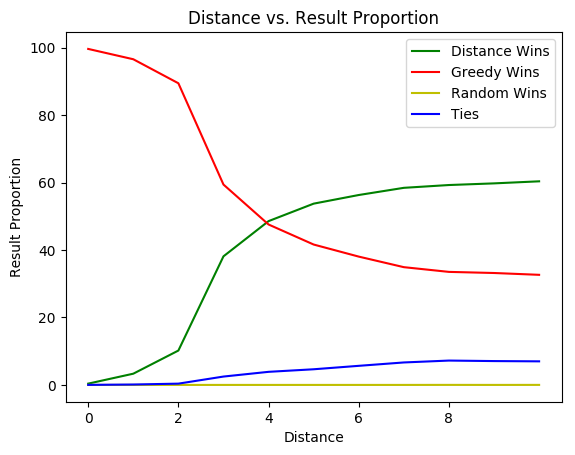 Distance vs. Result Proportion
100
80
60
40
20
0
Result Proportion
Distance Wins
Greedy Wins
Random Wins
Ties
0 2 4 6 8
Distance